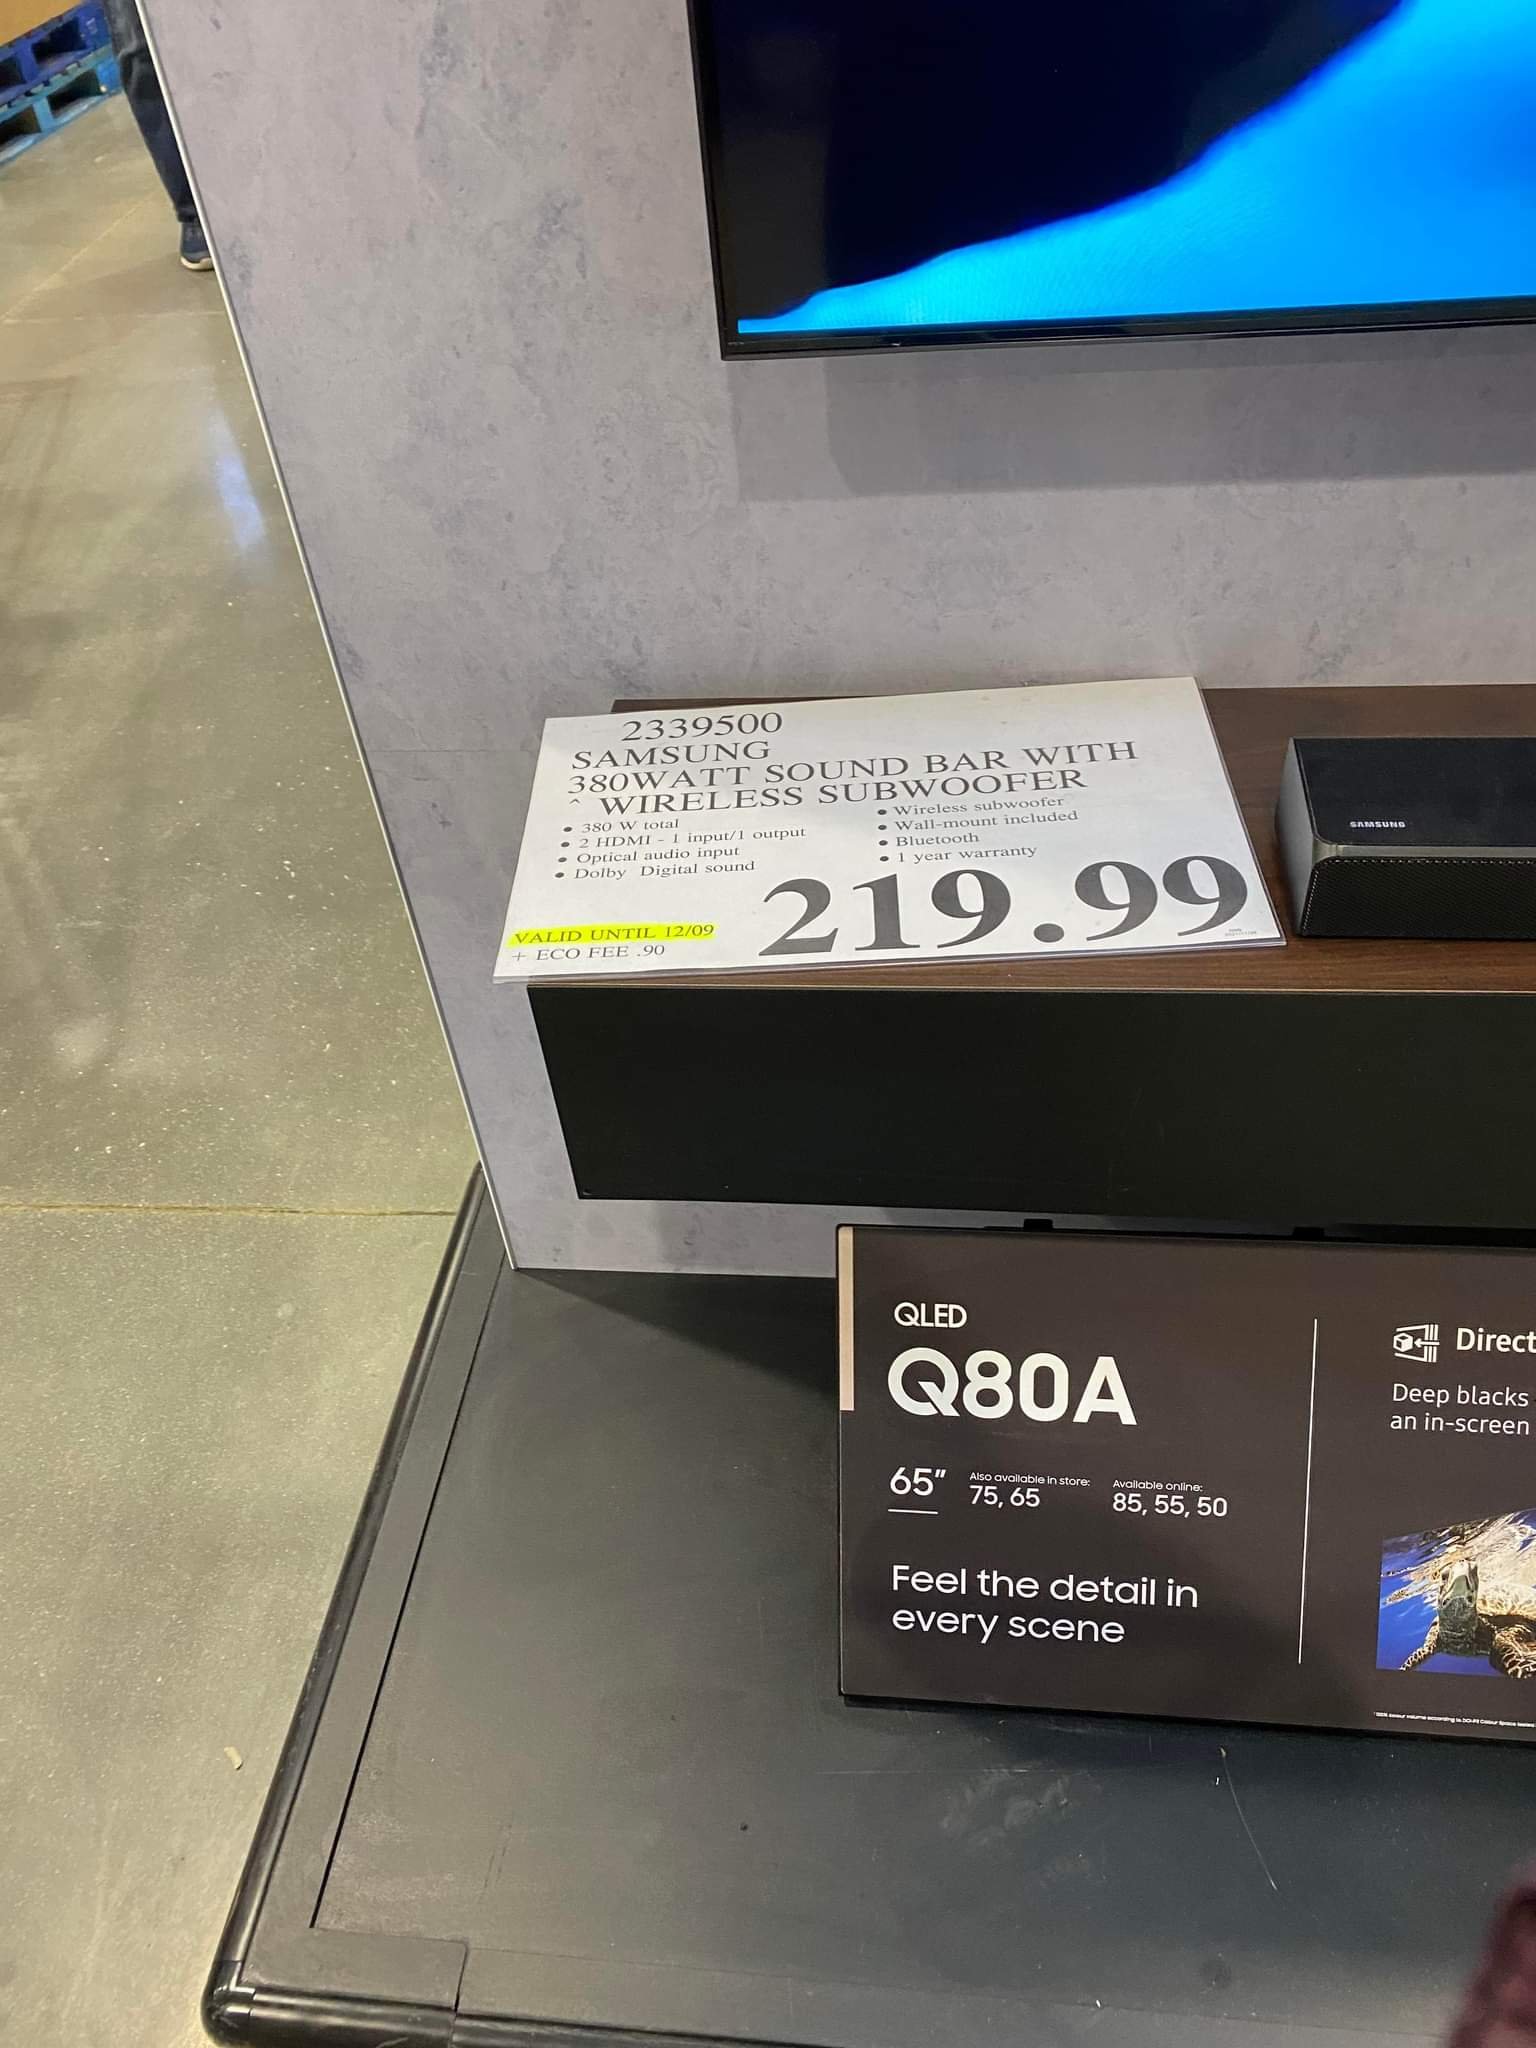 2339500
SAMSUNG
380WATT SOUND BAR WITH
^ WIRELESS SUBWOOFER
• 380 W total
• 2 HDMI - 1 input/1 output
• Optical audio input
• Dolby Digital sound
• Wireless subwoofer
• Wall-mount included
• Bluetooth
• 1 year warranty
219.99
VALID UNTIL 12/09
+ ECO FEE .90
SAMSUNG
QLED
Q80A
65"
Also available in store:
75, 65
Available online:
85, 55, 50
Feel the detail in
every scene
Direct
Deep blacks
an in-screen